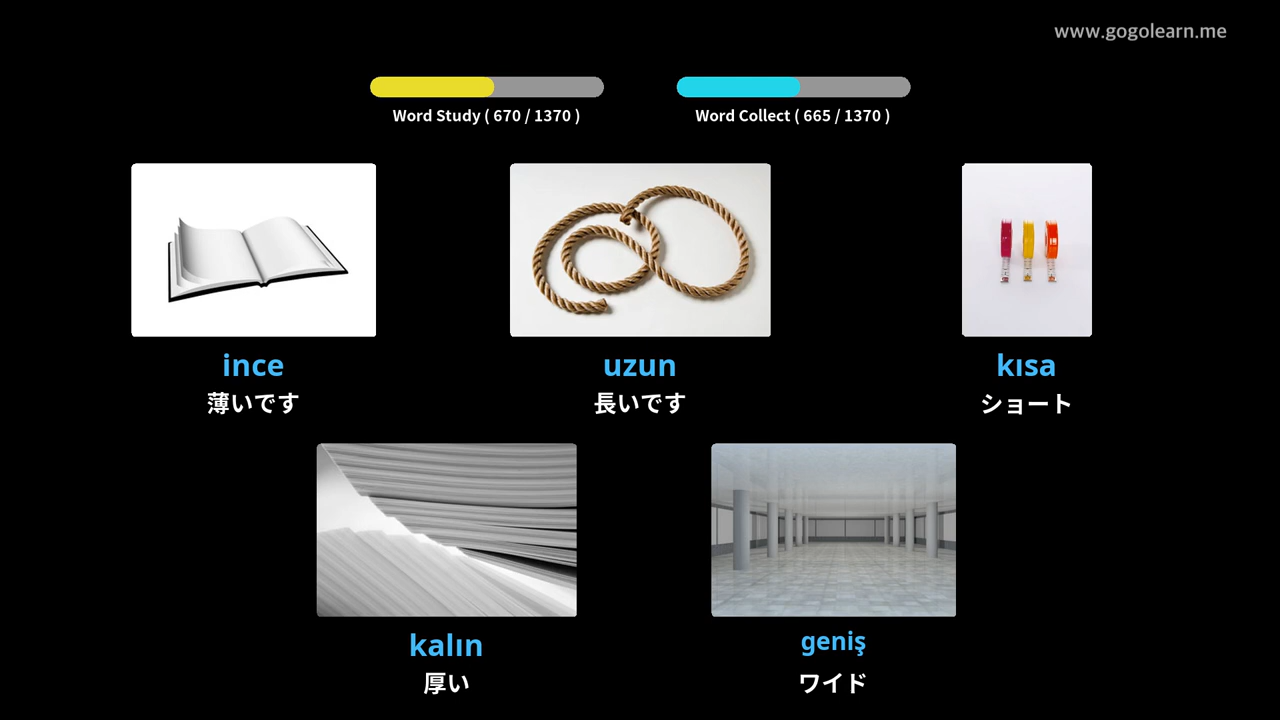 www.gogolearn.me
Word Study ( 670 / 1370 )
Word Collect ( 665 / 1370 )
ince
薄いです
uzun
長いです
kısa
ショート
kalın
厚い
geniş
ワイド